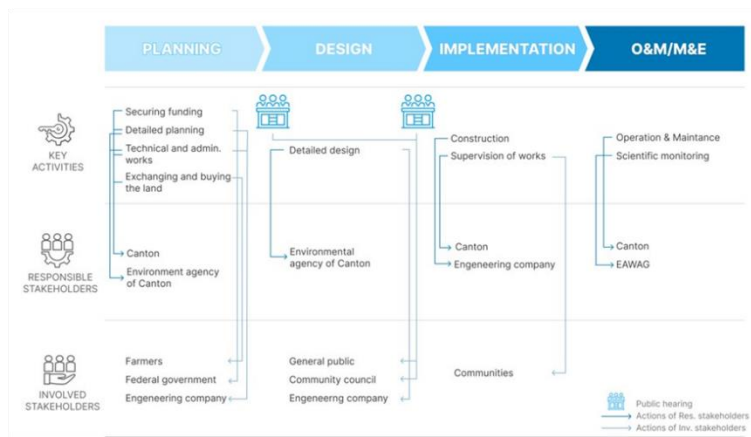 PLANNING
DESIGN
IMPLEMENTATION
O&M/M&E
KEY
ACTIVITIES
Securing funding
Detailed planning
Technical and admin.
works
Exchanging and buying
the land
Detailed design
Construction
Supervision of works
Operation & Maintance
Scientific monitoring
RESPONSIBLE
STAKEHOLDERS
Canton
Environment agency
of Canton
Environmental
agency of Canton
Canton
Engeneering company
Canton
EAWAG
INVOLVED
STAKEHOLDERS
Farmers
Federal government
Engeneering company
General public
Community council
Engeneerng company
Communities
Public hearing
Actions of Res. stakeholders
Actions of Inv. stakeholders